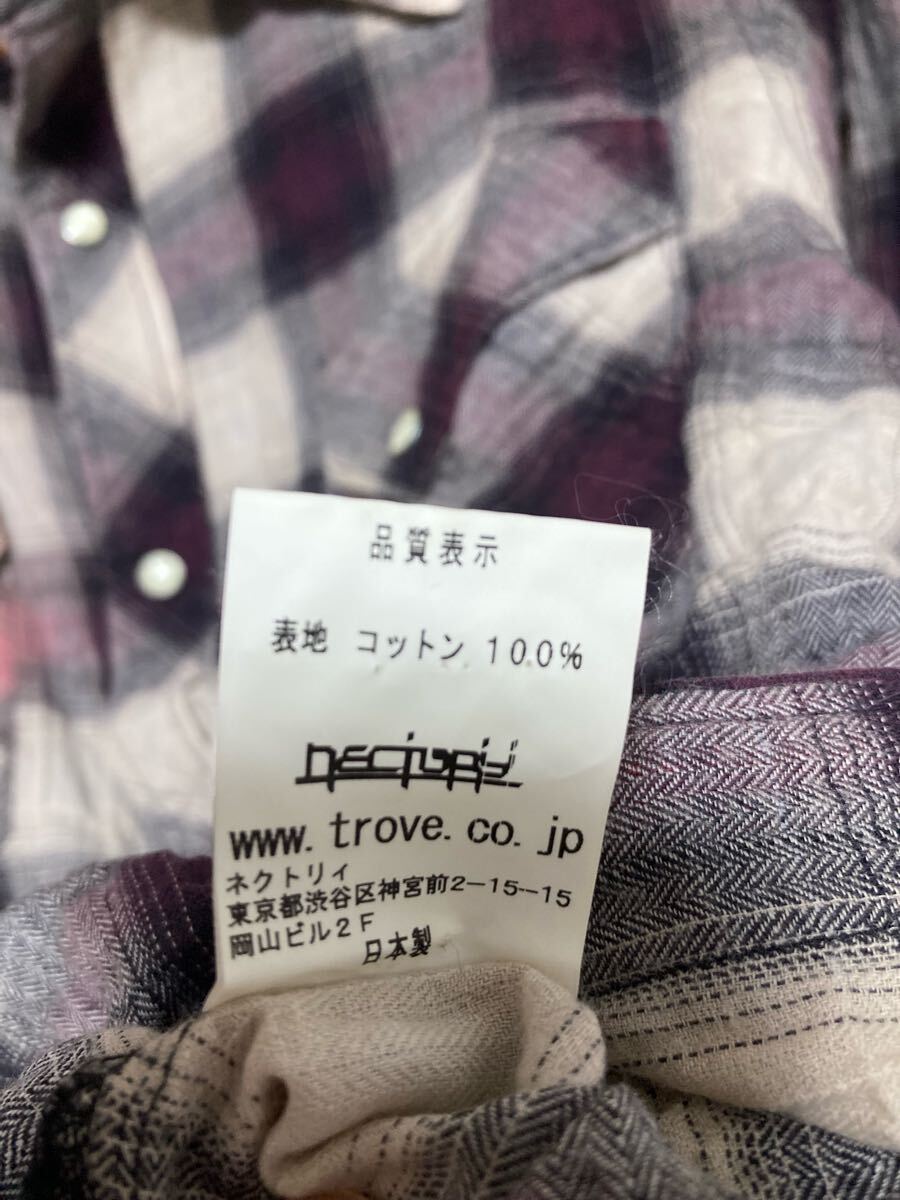 品質表示
表地 コットン 100%
nectuRiy
www.trove.co.jp
ネクトリィ
東京都渋谷区神宮前2-15-15
岡山ビル2F
日本製